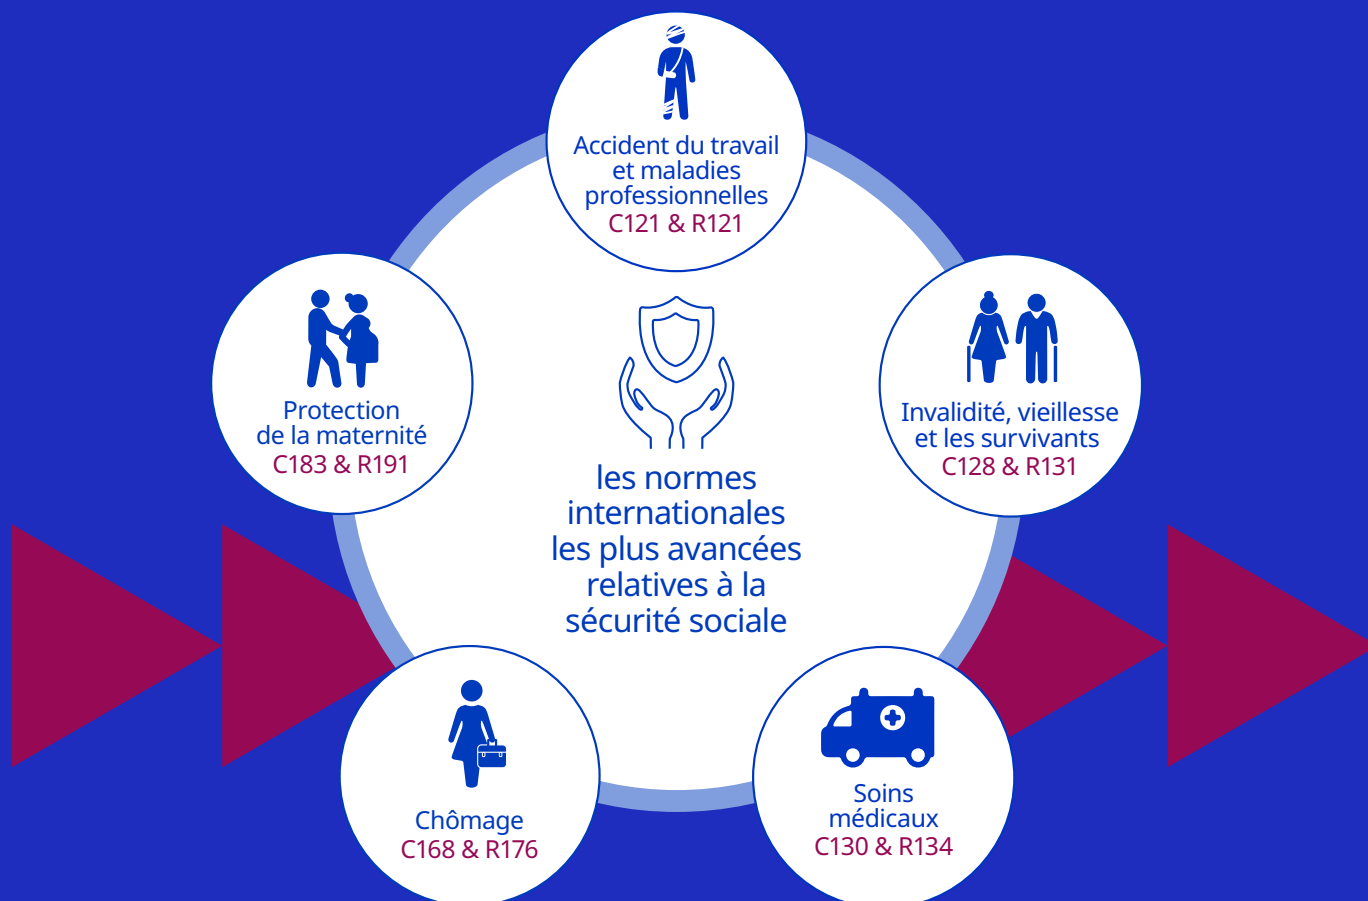 Accident du travail
et maladies
professionnelles
C121 & R121
Protection
de la maternité
C183 & R191
Invalidité, vieillesse
et les survivants
C128 & R131
les normes
internationales
les plus avancées
relatives à la
sécurité sociale
Chômage
C168 & R176
Soins
médicaux
C130 & R134